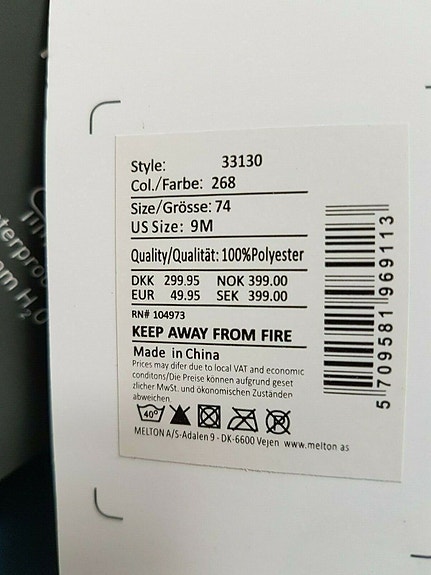 Style: 33130
Col./Farbe: 268
Size/Grösse: 74
US Size: 9M
Quality/Qualität: 100%Polyester
DKK 299.95 NOK 399.00
EUR 49.95 SEK 399.00
RN# 104973
KEEP AWAY FROM FIRE
Made in China
Prices may difer due to local VAT and economic
conditons/Die Preise können aufgrund geset
zlicher MwSt. und ökonomischen Zuständen
abweichen
40°
MELTON A/S-Adalen 9 - DK-6600 Vejen www.melton as
5 709581 969113
H₂O